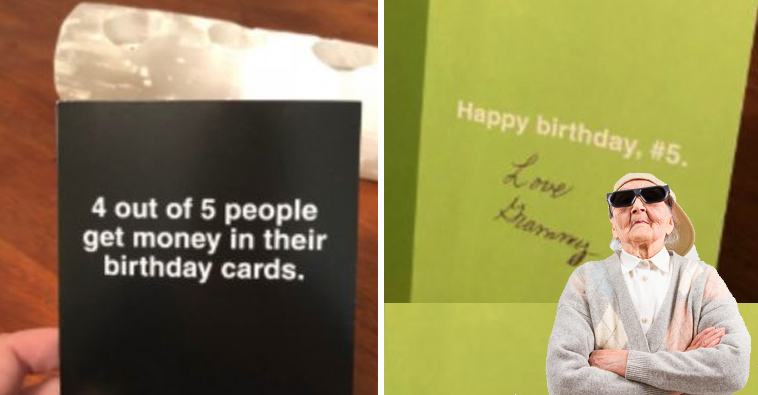 4 out of 5 people
get money in their
birthday cards.
Happy birthday, #5.
Love
Grammy